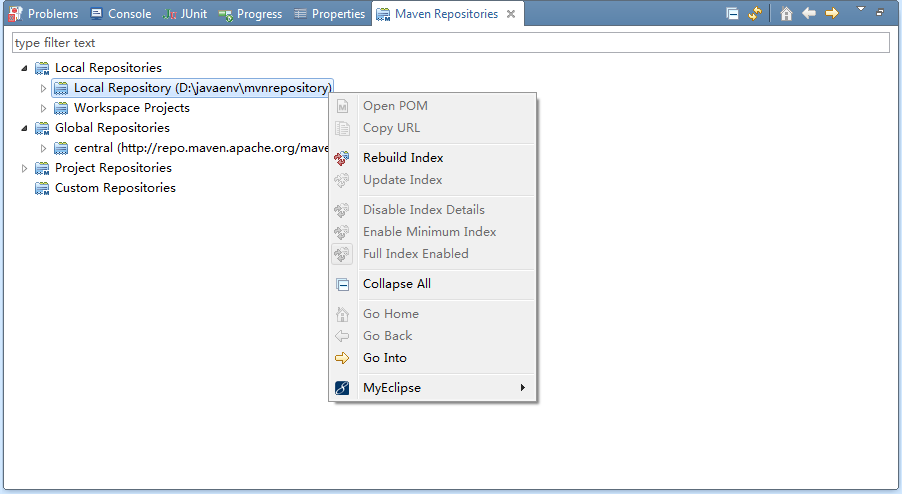 Problems Console JUnit Progress Properties Maven Repositories
type filter text
Local Repositories
Local Repository (D:\javaenv\mvnrepository)
Workspace Projects
Global Repositories
central (http://repo.maven.apache.org/mave
Project Repositories
Custom Repositories
Open POM
Copy URL
Rebuild Index
Update Index
Disable Index Details
Enable Minimum Index
Full Index Enabled
Collapse All
Go Home
Go Back
Go Into
MyEclipse